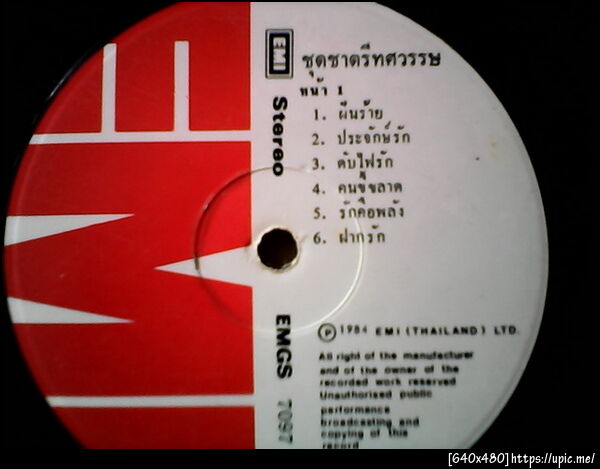 EMI
EMI
ชุดชาตรีทศวรรษ
หน้า 1
Stereo
1. ผืนร้าย
2. ประจักษ์รัก
3. ดับไฟรัก
4. คนขี้ขลาด
5. รักคือพลัง
6. ฝากรัก
EMGS 7097
Ⓟ 1984 EMI (THAILAND) LTD.
All right of the manufacturer
and of the owner of the
recorded work reserved
Unauthorised public
performance
broadcasting and
copying of this
record
[640x480]https://upic.me/